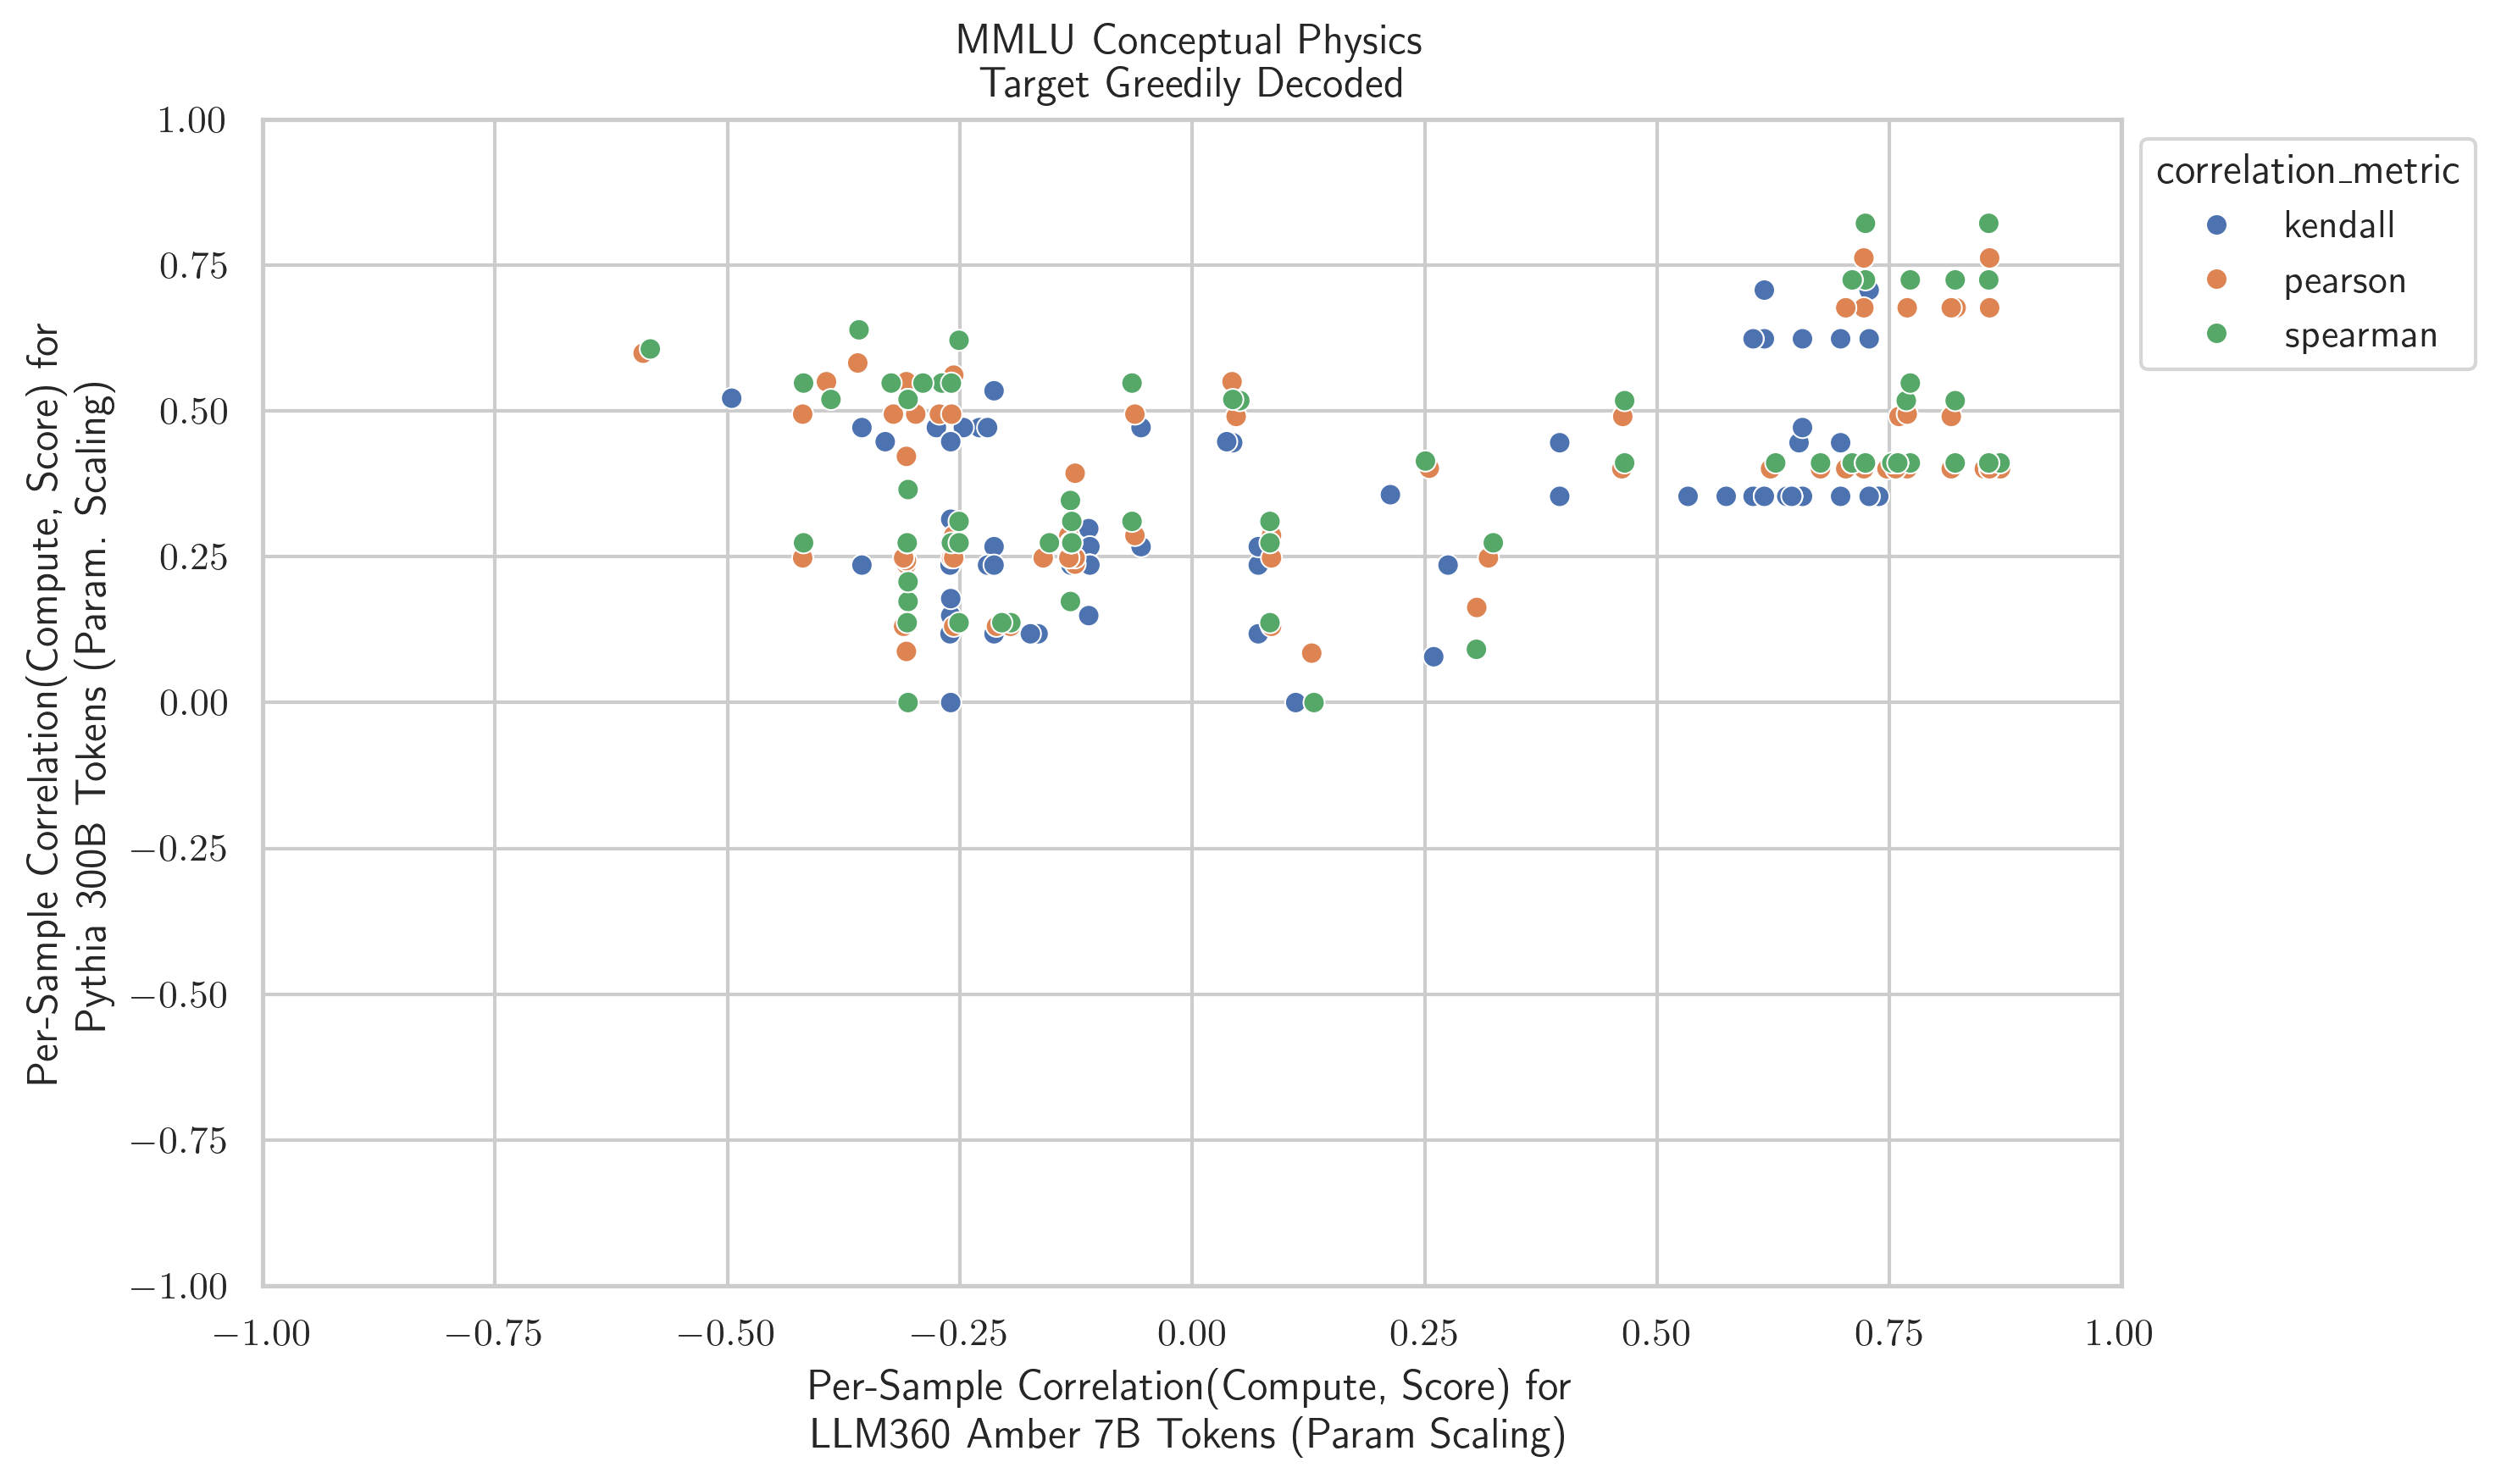 MMLU Conceptual Physics
Target Greedily Decoded
Per-Sample Correlation(Compute, Score) for
Pythia 300B Tokens (Param. Scaling)
1.00
0.75
0.50
0.25
0.00
−0.25
−0.50
−0.75
−1.00
−1.00 −0.75 −0.50 −0.25 0.00 0.25 0.50 0.75 1.00
Per-Sample Correlation(Compute, Score) for
LLM360 Amber 7B Tokens (Param Scaling)
correlation_metric
kendall
pearson
spearman